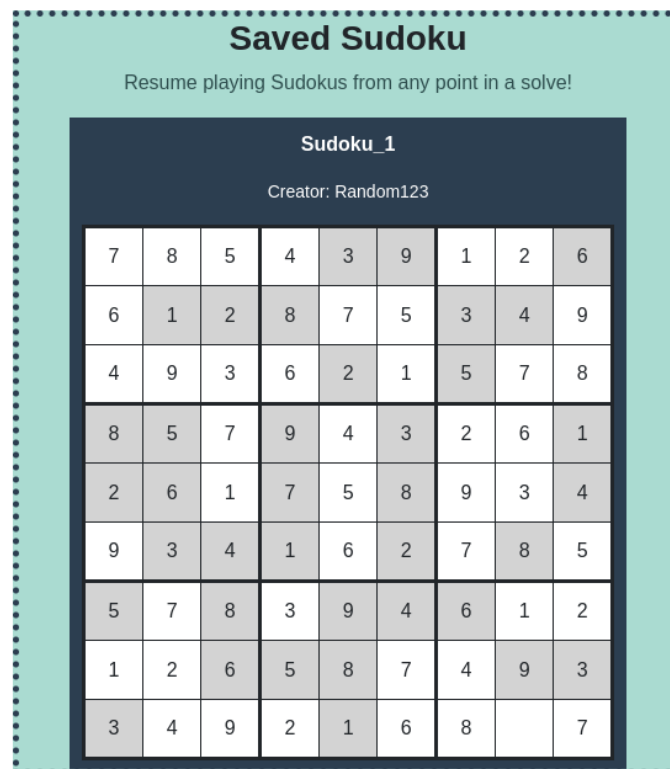 Saved Sudoku
Resume playing Sudokus from any point in a solve!
Sudoku_1
Creator: Random123
7 8 5 4 3 9 1 2 6
6 1 2 8 7 5 3 4 9
4 9 3 6 2 1 5 7 8
8 5 7 9 4 3 2 6 1
2 6 1 7 5 8 9 3 4
9 3 4 1 6 2 7 8 5
5 7 8 3 9 4 6 1 2
1 2 6 5 8 7 4 9 3
3 4 9 2 1 6 8 7